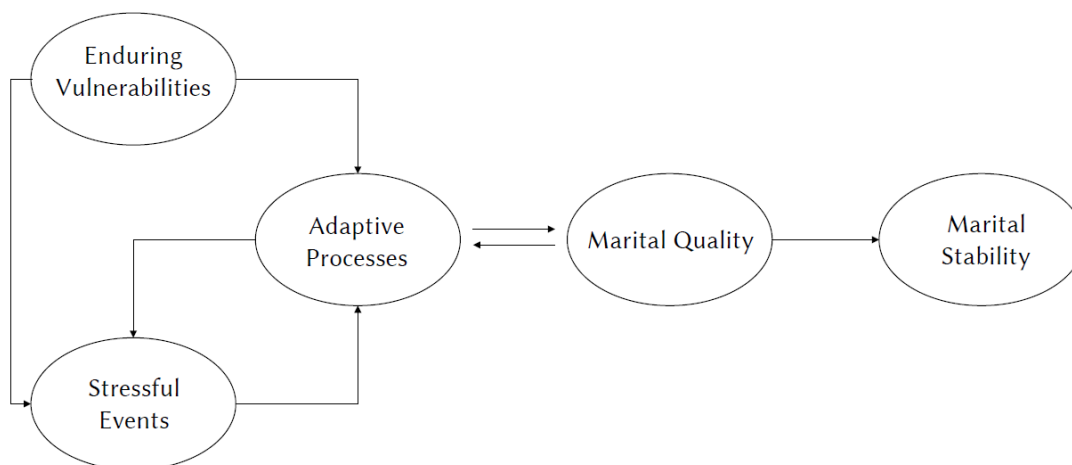 Enduring
Vulnerabilities
Adaptive
Processes
Marital Quality
Marital
Stability
Stressful
Events